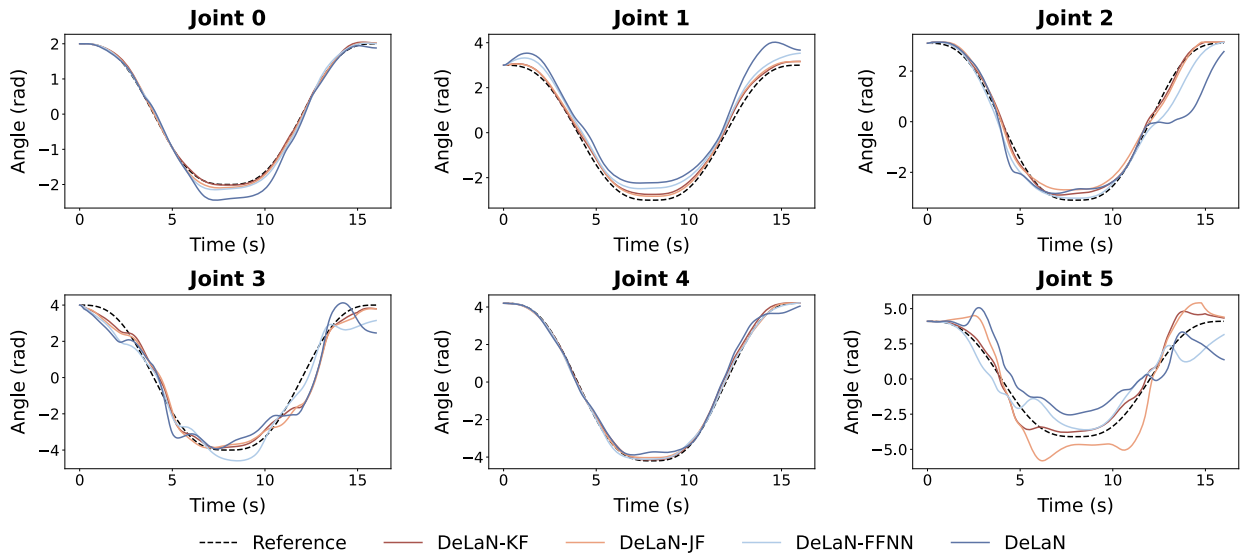 Joint 0
Joint 1
Joint 2
2
1
0
−1
−2
0
5
10
15
Angle (rad)
Time (s)
4
2
0
−2
0
5
10
15
Angle (rad)
Time (s)
2
0
−2
0
5
10
15
Angle (rad)
Time (s)
Joint 3
Joint 4
Joint 5
4
2
0
−2
−4
0
5
10
15
Angle (rad)
Time (s)
4
2
0
−2
−4
0
5
10
15
Angle (rad)
Time (s)
5.0
2.5
0.0
−2.5
−5.0
0
5
10
15
Angle (rad)
Time (s)
Reference
DeLaN-KF
DeLaN-JF
DeLaN-FFNN
DeLaN